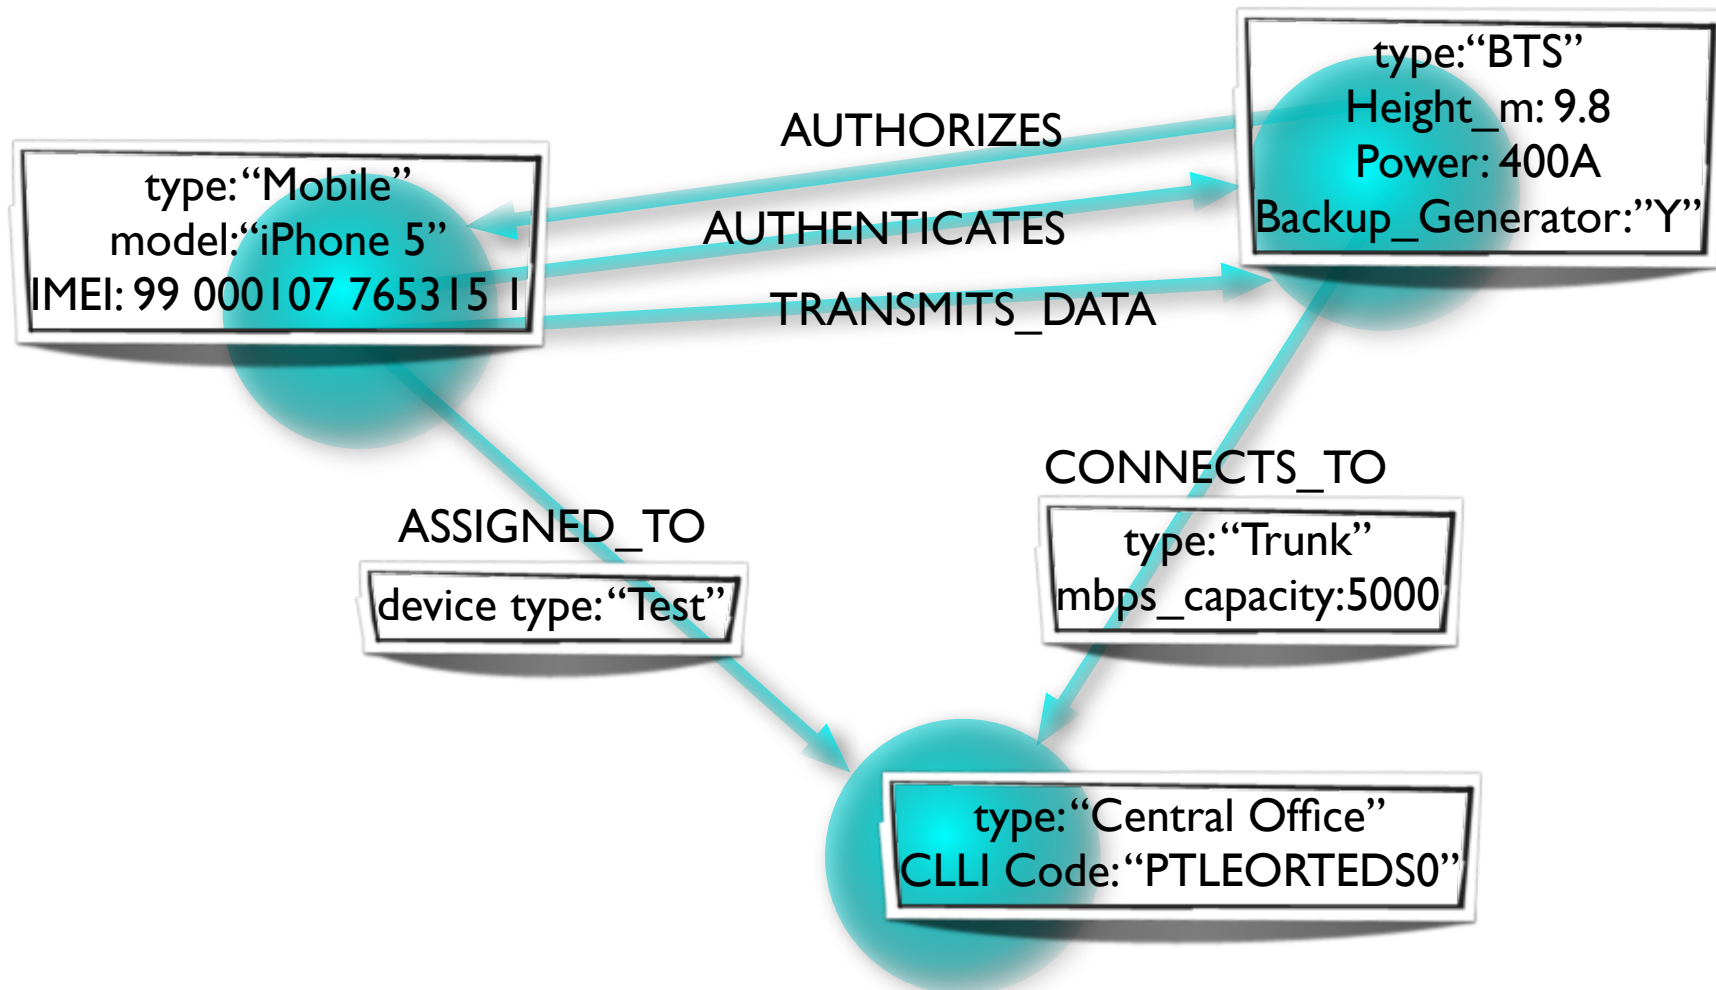 type:“BTS”
Height_m: 9.8
Power: 400A
Backup_Generator:”Y”
AUTHORIZES
type:“Mobile”
model:“iPhone 5”
IMEI: 99 000107 765315 1
AUTHENTICATES
TRANSMITS_DATA
CONNECTS_TO
type:“Trunk”
mbps_capacity:5000
ASSIGNED_TO
device type:“Test”
type:“Central Office”
CLLI Code:“PTLEORTEDS0”